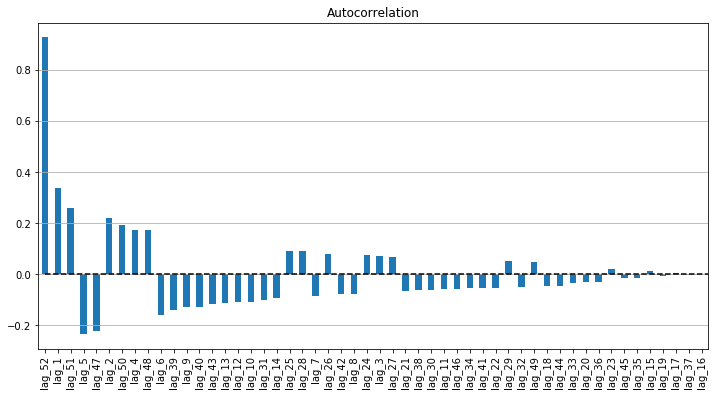 Autocorrelation
0.8
0.6
0.4
0.2
0.0
−0.2
lag_52
lag_1
lag_51
lag_5
lag_47
lag_2
lag_50
lag_4
lag_48
lag_6
lag_39
lag_9
lag_40
lag_43
lag_13
lag_12
lag_10
lag_31
lag_14
lag_25
lag_28
lag_7
lag_26
lag_42
lag_8
lag_24
lag_3
lag_27
lag_21
lag_38
lag_30
lag_11
lag_46
lag_34
lag_41
lag_22
lag_29
lag_32
lag_49
lag_18
lag_44
lag_33
lag_20
lag_36
lag_23
lag_45
lag_35
lag_15
lag_19
lag_17
lag_37
lag_16